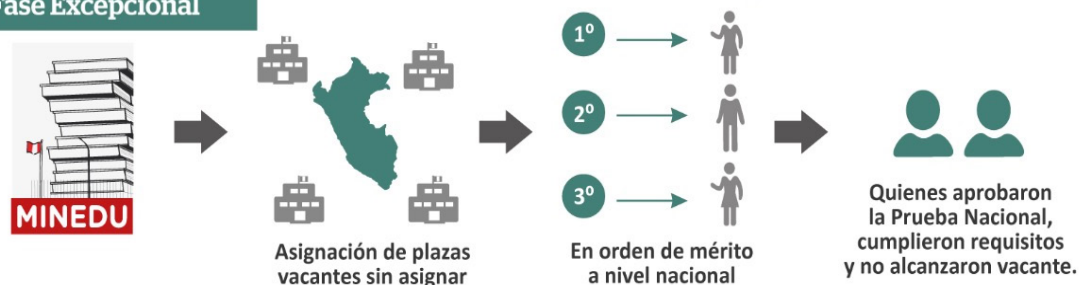 Fase Excepcional
MINEDU
Asignación de plazas
vacantes sin asignar
1º
2º
3º
En orden de mérito
a nivel nacional
Quienes aprobaron
la Prueba Nacional,
cumplieron requisitos
y no alcanzaron vacante.